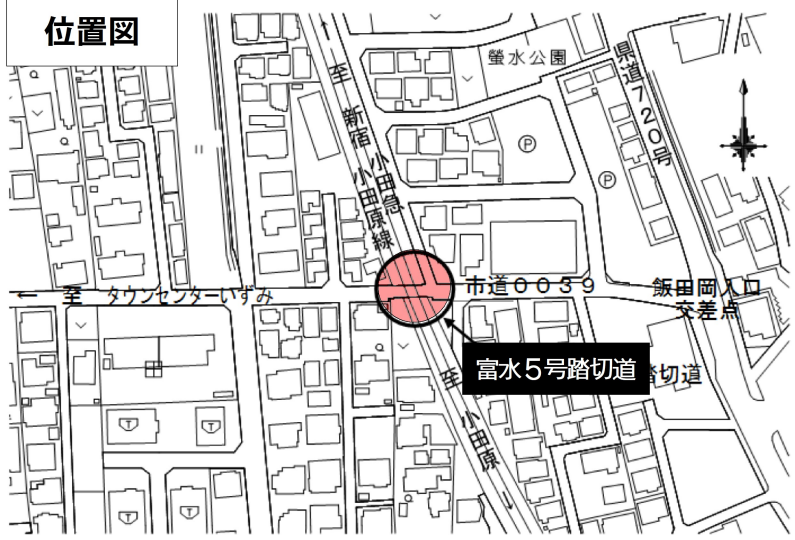 位置図
螢水公園
県道720号
← 至 新宿
小田急
小田原線
Ⓟ
Ⓟ
市道0039
飯田岡入口
交差点
← 至 タウンセンターいずみ
富水5号踏切道
踏切道
至 小田原 →
T
T
T
T